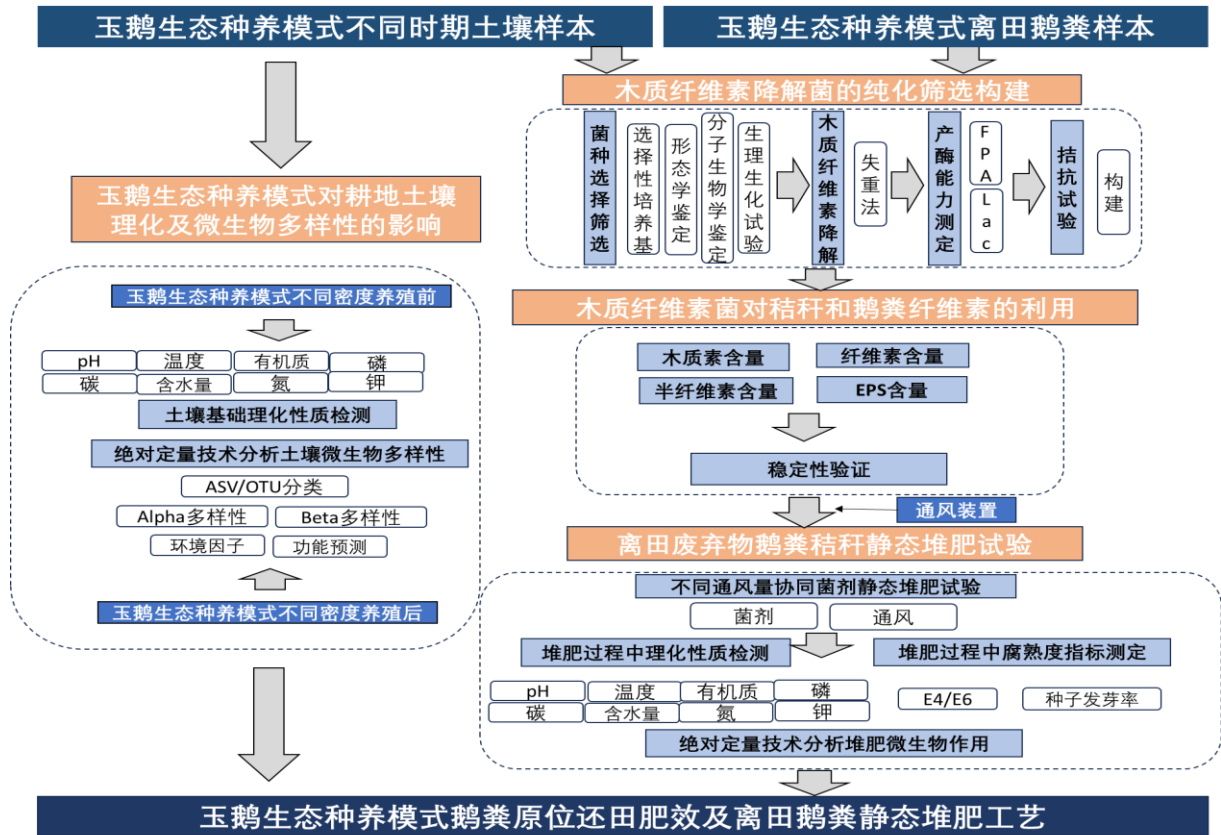 玉鹅生态种养模式不同时期土壤样本
玉鹅生态种养模式离田鹅粪样本
玉鹅生态种养模式对耕地土壤
理化及微生物多样性的影响
玉鹅生态种养模式不同密度养殖前
pH
温度
有机质
磷
碳
含水量
氮
钾
土壤基础理化性质检测
绝对定量技术分析土壤微生物多样性
ASV/OTU分类
Alpha多样性
Beta多样性
环境因子
功能预测
玉鹅生态种养模式不同密度养殖后
木质纤维素降解菌的纯化筛选构建
菌种选择筛选
选择性培养基
形态学鉴定
分子生物学鉴定
生理生化试验
木质纤维素降解
失重法
产酶能力测定
FPA
Lac
拮抗试验
构建
木质纤维素菌对秸秆和鹅粪纤维素的利用
木质素含量
纤维素含量
半纤维素含量
EPS含量
稳定性验证
通风装置
离田废弃物鹅粪秸秆静态堆肥试验
不同通风量协同菌剂静态堆肥试验
菌剂
通风
堆肥过程中理化性质检测
堆肥过程中腐熟度指标测定
pH
温度
有机质
磷
碳
含水量
氮
钾
E4/E6
种子发芽率
绝对定量技术分析堆肥微生物作用
玉鹅生态种养模式鹅粪原位还田肥效及离田鹅粪静态堆肥工艺